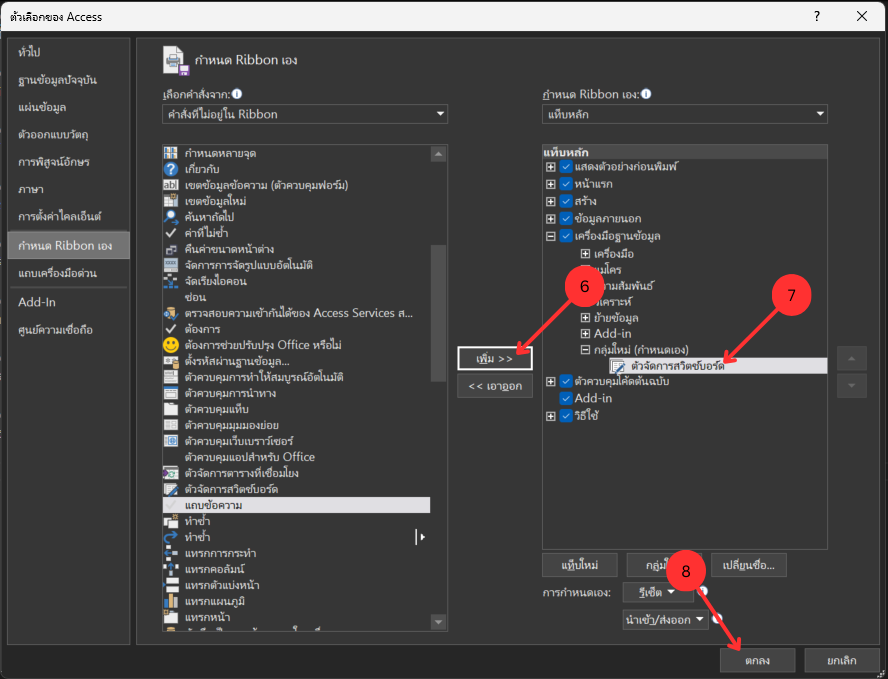 ตัวเลือกของ Access
?
ทั่วไป
ฐานข้อมูลปัจจุบัน
แผ่นข้อมูล
ตัวออกแบบวัตถุ
การพิสูจน์อักษร
ภาษา
การตั้งค่าไคลเอ็นต์
กำหนด Ribbon เอง
แถบเครื่องมือด่วน
Add-In
ศูนย์ความเชื่อถือ
กำหนด Ribbon เอง
เลือกคำสั่งจาก:
คำสั่งที่ไม่อยู่ใน Ribbon
กำหนดหลายจุด
เกี่ยวกับ
เขตข้อมูลข้อความ (ตัวควบคุมฟอร์ม)
เขตข้อมูลใหม่
ค้นหาถัดไป
ค่าที่ไม่ซ้ำ
คืนค่าขนาดหน้าต่าง
จัดการการจัดรูปแบบอัตโนมัติ
จัดเรียงไอคอน
ซ่อน
ตรวจสอบความเข้ากันได้ของ Access Services ส...
ต้องการ
ต้องการช่วยปรับปรุง Office หรือไม่
ตั้งรหัสผ่านฐานข้อมูล...
ตัวควบคุมการทำให้สมบูรณ์อัตโนมัติ
ตัวควบคุมการนำทาง
ตัวควบคุมแท็บ
ตัวควบคุมมุมมองย่อย
ตัวควบคุมเว็บเบราว์เซอร์
ตัวควบคุมแอปสำหรับ Office
ตัวจัดการตารางที่เชื่อมโยง
ตัวจัดการสวิตช์บอร์ด
แถบข้อความ
ทำซ้ำ
ทำซ้ำ
แทรกการกระทำ
แทรกคอลัมน์
แทรกตัวแบ่งหน้า
แทรกแผนภูมิ
แทรกหน้า
6
เพิ่ม >>
<< เอาออก
กำหนด Ribbon เอง:
แท็บหลัก
แท็บหลัก
แสดงตัวอย่างก่อนพิมพ์
หน้าแรก
สร้าง
ข้อมูลภายนอก
เครื่องมือฐานข้อมูล
เครื่องมือ
ย้ายข้อมูล
Add-in
กลุ่มใหม่ (กำหนดเอง)
ตัวจัดการสวิตช์บอร์ด
ตัวควบคุมโค้ดต้นฉบับ
Add-in
วิธีใช้
7
แท็บใหม่
เปลี่ยนชื่อ...
8
การกำหนดเอง:
รีเซ็ต
นำเข้า/ส่งออก
ตกลง
ยกเลิก